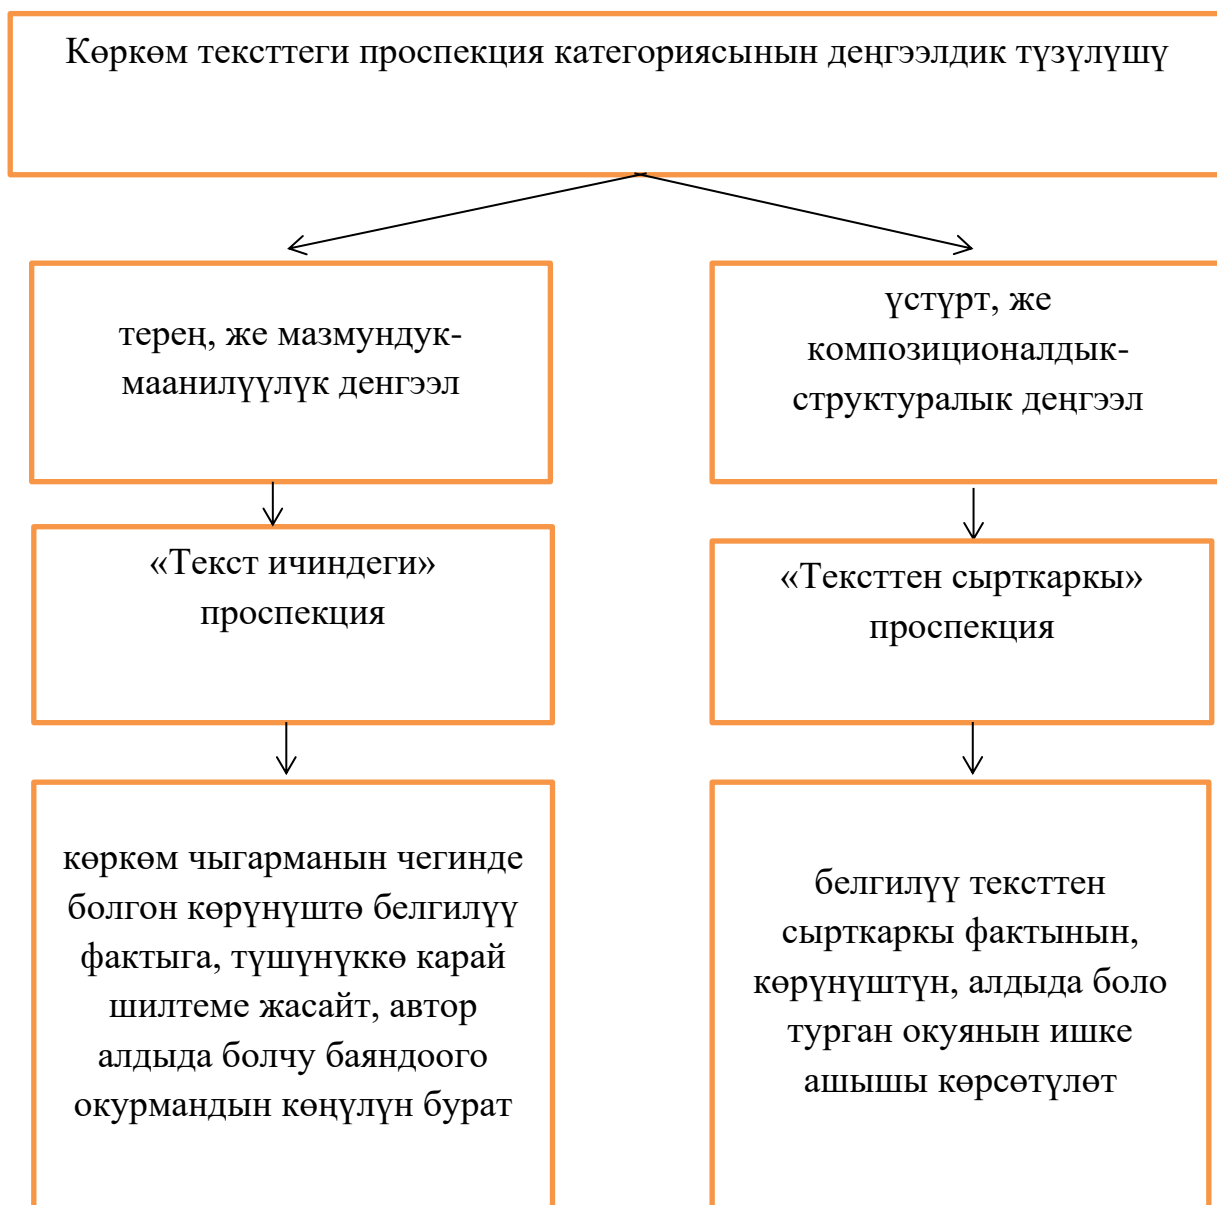 Көркөм тексттеги проспекция категориясынын деңгээлдик түзүлүшү
терең, же мазмундук-
маанилүүлүк денгээл
үстүрт, же
композиционалдык-
структуралык деңгээл
«Текст ичиндеги»
проспекция
«Тексттен сырткаркы»
проспекция
көркөм чыгарманын чегинде
болгон көрүнүштө белгилүү
фактыга, түшүнүккө карай
шилтеме жасайт, автор
алдыда болчу баяндоого
окурмандын көңүлүн бурат
белгилүү тексттен
сырткаркы фактынын,
көрүнүштүн, алдыда боло
турган окуянын ишке
ашышы көрсөтүлөт